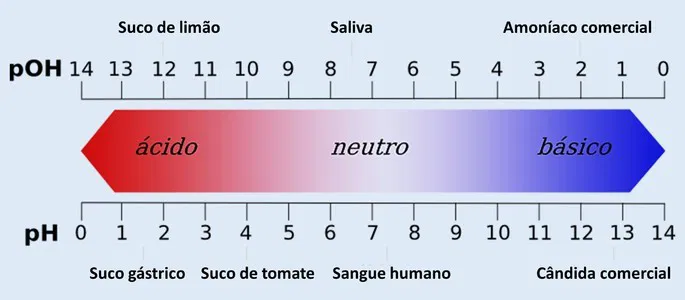 Suco de limão Saliva Amoníaco comercial
pOH 14 13 12 11 10 9 8 7 6 5 4 3 2 1 0
ácido neutro básico
pH 0 1 2 3 4 5 6 7 8 9 10 11 12 13 14
Suco gástrico Suco de tomate Sangue humano Cândida comercial